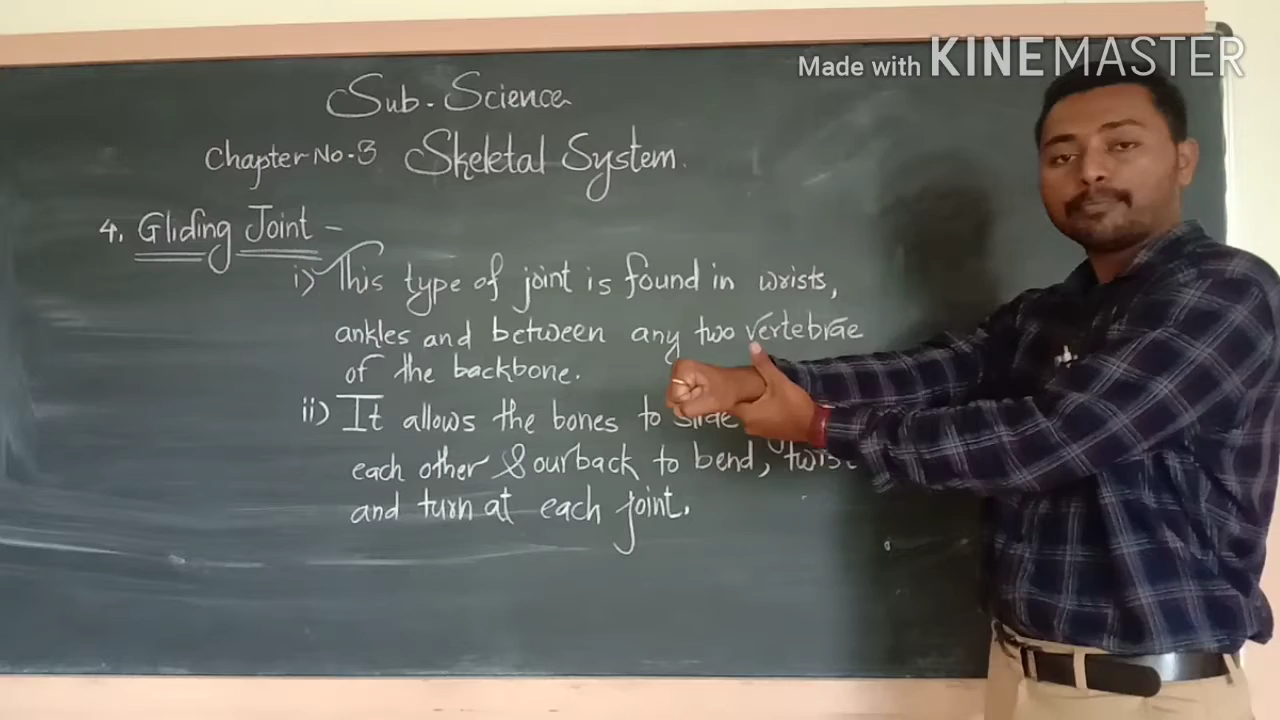 Made with KINEMASTER
Sub. Science
Chapter No. 3 Skeletal System.
4. Gliding Joint -
i) This type of joint is found in wrists,
ankles and between any two vertebrae
of the backbone.
ii) It allows the bones to slide
each other & our back to bend, twist
and turn at each joint.